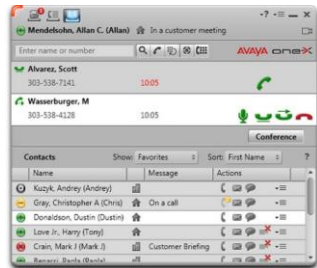 -?
Mendelsohn, Allan C. (Allan) In a customer meeting
Enter name or number AVAYA one-X
Alvarez, Scott
303-538-7141 10:05
Wasserburger, M
303-538-4128 10:05
Conference
Contacts Show: Favorites Sort: First Name ?
Name Message Actions
Kuzyk, Andrey (Andrey)
Gray, Christopher A (Chris) On a call
Donaldson, Dustin (Dustin)
Love Jr., Harry (Tony)
Crain, Mark J (Mark J) Customer Briefing